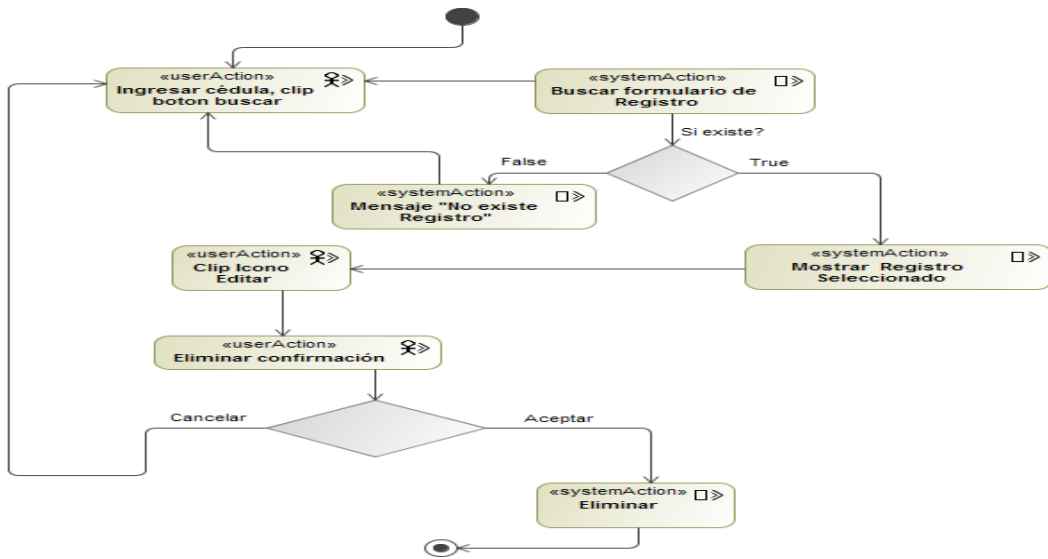 «userAction»
Ingresar cédula, clip
boton buscar
«systemAction»
Buscar formulario de
Registro
Si existe?
False
True
«systemAction»
Mensaje "No existe
Registro"
«userAction»
Clip Icono
Editar
«systemAction»
Mostrar Registro
Seleccionado
«userAction»
Eliminar confirmación
Cancelar
Aceptar
«systemAction»
Eliminar